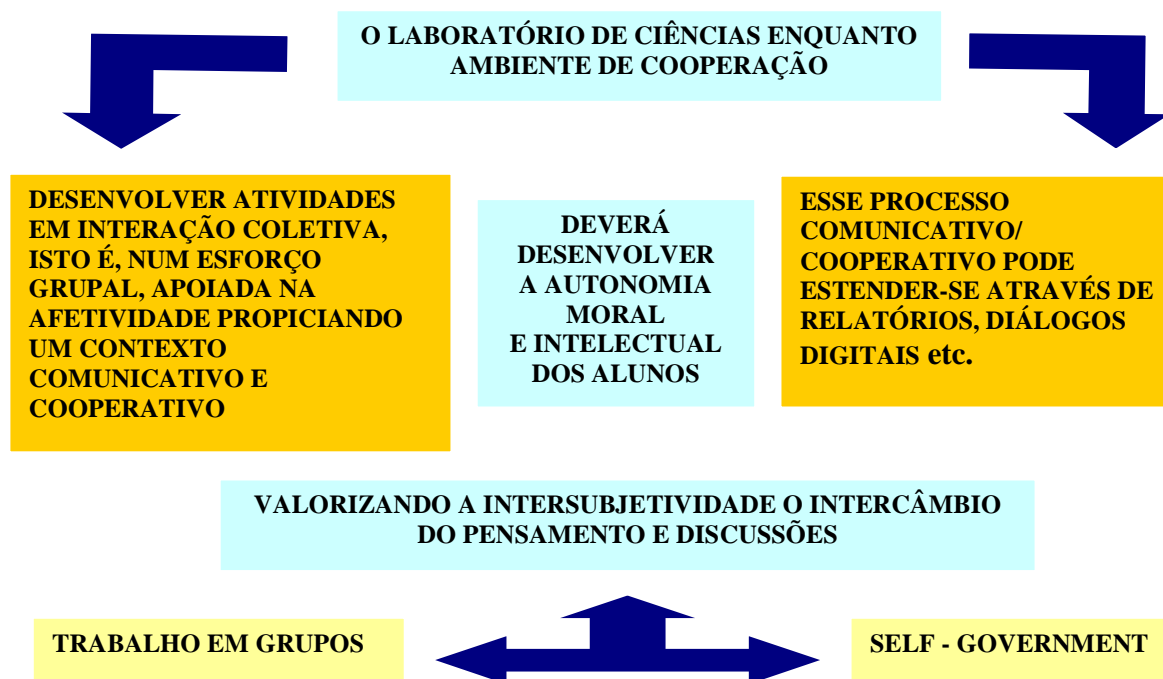 O LABORATÓRIO DE CIÊNCIAS ENQUANTO
AMBIENTE DE COOPERAÇÃO
DESENVOLVER ATIVIDADES
EM INTERAÇÃO COLETIVA,
ISTO É, NUM ESFORÇO
GRUPAL, APOIADA NA
AFETIVIDADE PROPICIANDO
UM CONTEXTO
COMUNICATIVO E
COOPERATIVO
DEVERÁ
DESENVOLVER
A AUTONOMIA
MORAL
E INTELECTUAL
DOS ALUNOS
ESSE PROCESSO
COMUNICATIVO/
COOPERATIVO PODE
ESTENDER-SE ATRAVÉS DE
RELATÓRIOS, DIÁLOGOS
DIGITAIS etc.
VALORIZANDO A INTERSUBJETIVIDADE O INTERCÂMBIO
DO PENSAMENTO E DISCUSSÕES
TRABALHO EM GRUPOS
SELF - GOVERNMENT